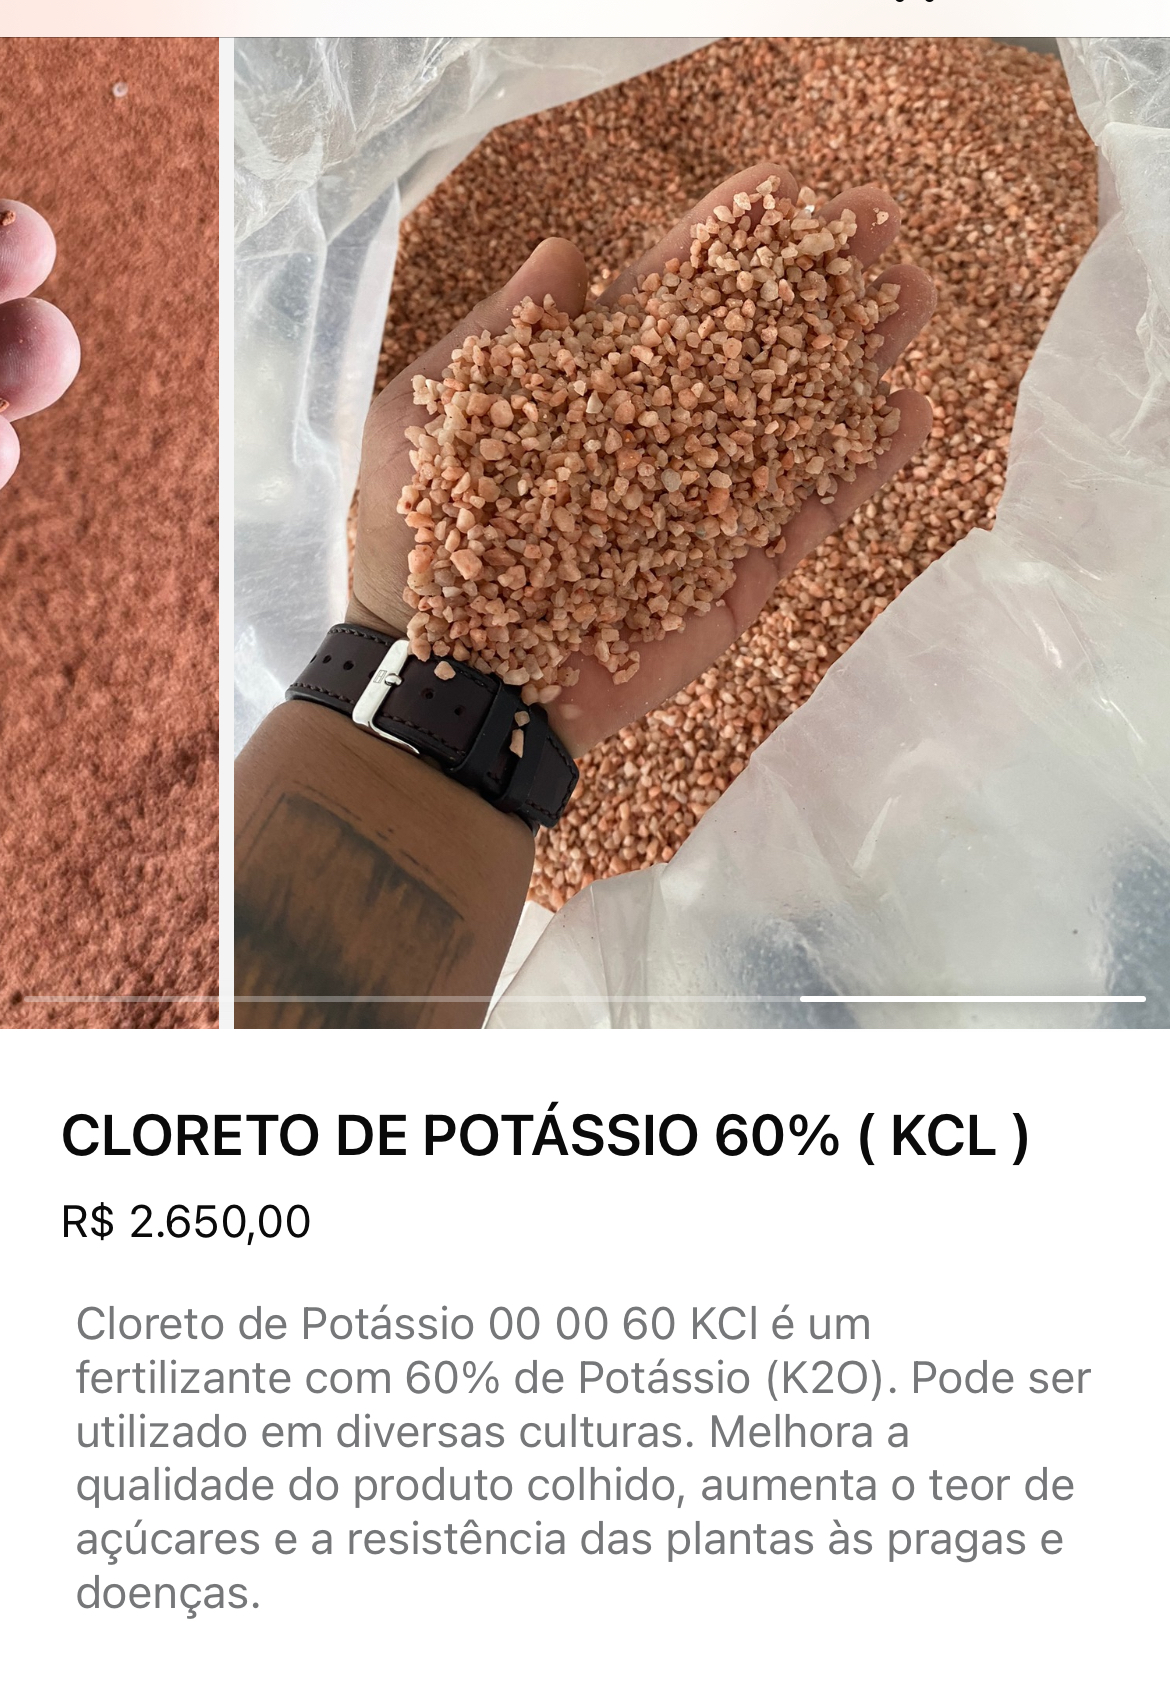 CLORETO DE POTÁSSIO 60% ( KCL )
R$ 2.650,00
Cloreto de Potássio 00 00 60 KCl é um
fertilizante com 60% de Potássio (K2O). Pode ser
utilizado em diversas culturas. Melhora a
qualidade do produto colhido, aumenta o teor de
açúcares e a resistência das plantas às pragas e
doenças.